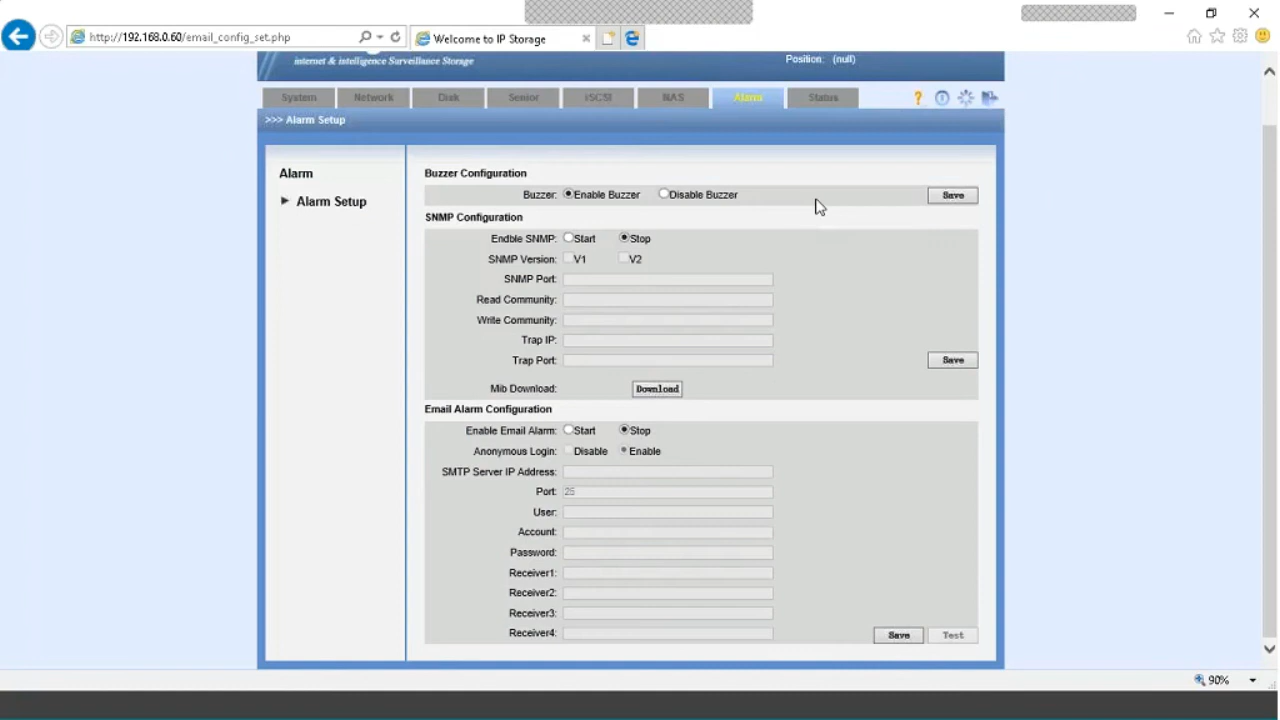 http://192.168.0.60/email_config_set.php
Welcome to IP Storage
internet & intelligence Surveillance Storage
Position: (null)
System Network Disk Senior iSCSI NAS Alarm Status
>>> Alarm Setup
Alarm
Alarm Setup
Buzzer Configuration
Buzzer: Enable Buzzer Disable Buzzer Save
SNMP Configuration
Endble SNMP: Start Stop
SNMP Version: V1 V2
SNMP Port:
Read Community:
Write Community:
Trap IP:
Trap Port: Save
Mib Download: Download
Email Alarm Configuration
Enable Email Alarm: Start Stop
Anonymous Login: Disable Enable
SMTP Server IP Address:
Port: 25
User:
Account:
Password:
Receiver1:
Receiver2:
Receiver3:
Receiver4: Save Test
90%